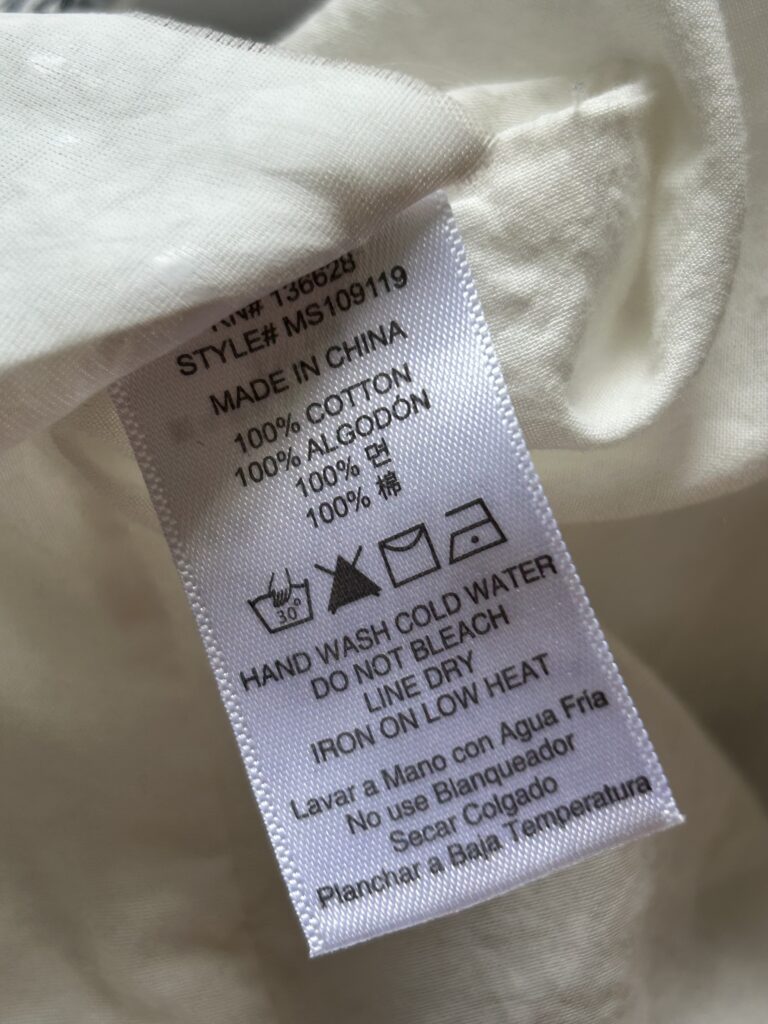 RN# 136628
STYLE# MS109119
MADE IN CHINA
100% COTTON
100% ALGODÓN
100% 면
100% 棉
30°
HAND WASH COLD WATER
DO NOT BLEACH
LINE DRY
IRON ON LOW HEAT
Lavar a Mano con Agua Fría
No use Blanqueador
Secar Colgado
Planchar a Baja Temperatura